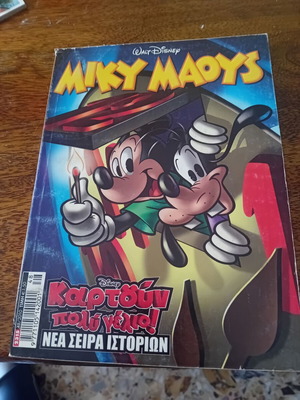 WALT DISNEY
ΜΙΚΥ ΜΑΟΥΣ
Disney
Καρτούν
πολύ γέλιο!
ΝΕΑ ΣΕΙΡΑ ΙΣΤΟΡΙΩΝ